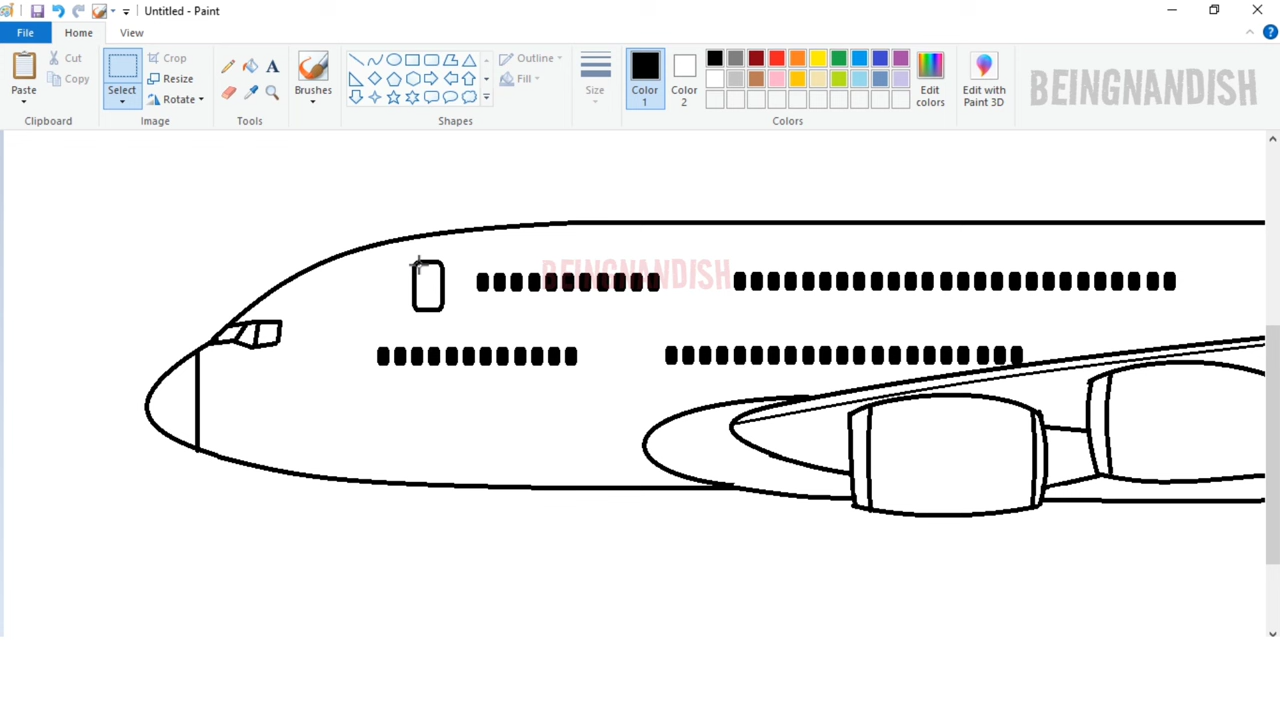 Untitled - Paint
File
Home
View
Paste
Cut
Copy
Clipboard
Select
Crop
Resize
Rotate
Image
A
Tools
Brushes
Outline
Fill
Shapes
Size
Color
1
Color
2
Edit
colors
Colors
Edit with
Paint 3D
BEINGNANDISH
BEINGNANDISH